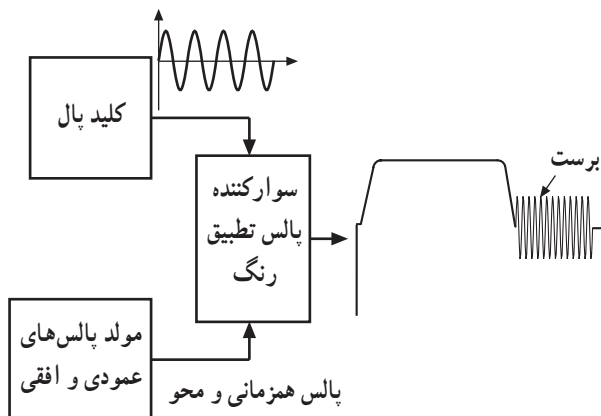 کلید پال
برست
سوارکننده
پالس تطبیق
رنگ
مولد پالس‌های
عمودی و افقی
پالس همزمانی و محو